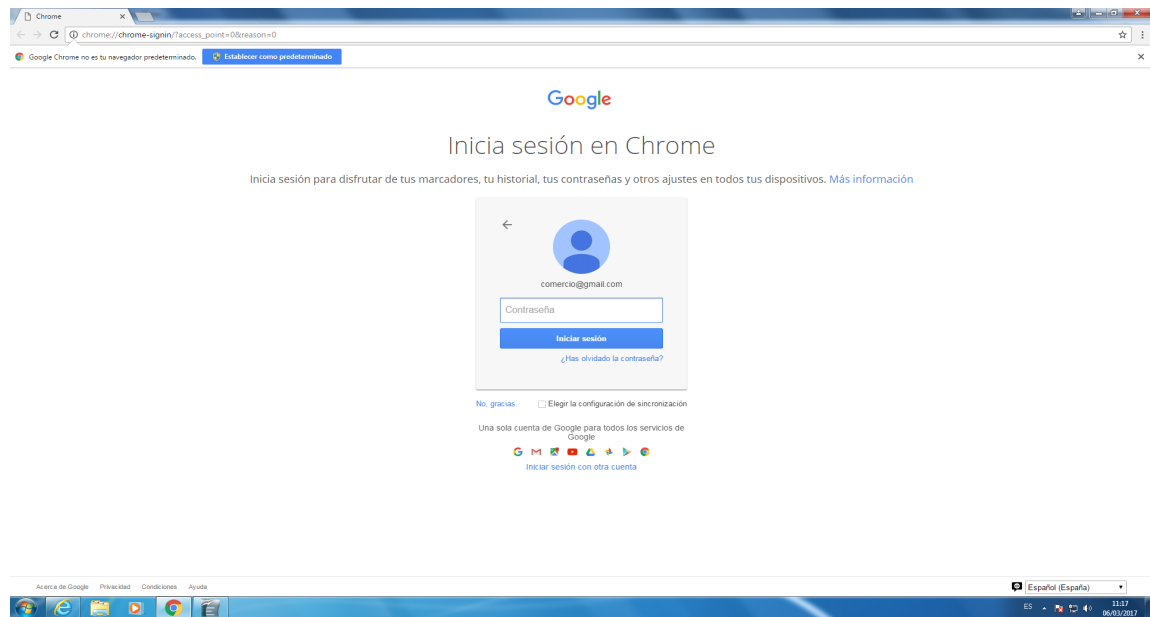 Chrome
chrome://chrome-signin/?access_point=0&reason=0
Google Chrome no es tu navegador predeterminado. Establecer como predeterminado
Google
Inicia sesión en Chrome
Inicia sesión para disfrutar de tus marcadores, tu historial, tus contraseñas y otros ajustes en todos tus dispositivos. Más información
comercio@gmail.com
Contraseña
Iniciar sesión
¿Has olvidado la contraseña?
No, gracias. Elegir la configuración de sincronización
Una sola cuenta de Google para todos los servicios de
Google
Iniciar sesión con otra cuenta
Acerca de Google Privacidad Condiciones Ayuda Español (España)
ES 11:17
06/03/2017